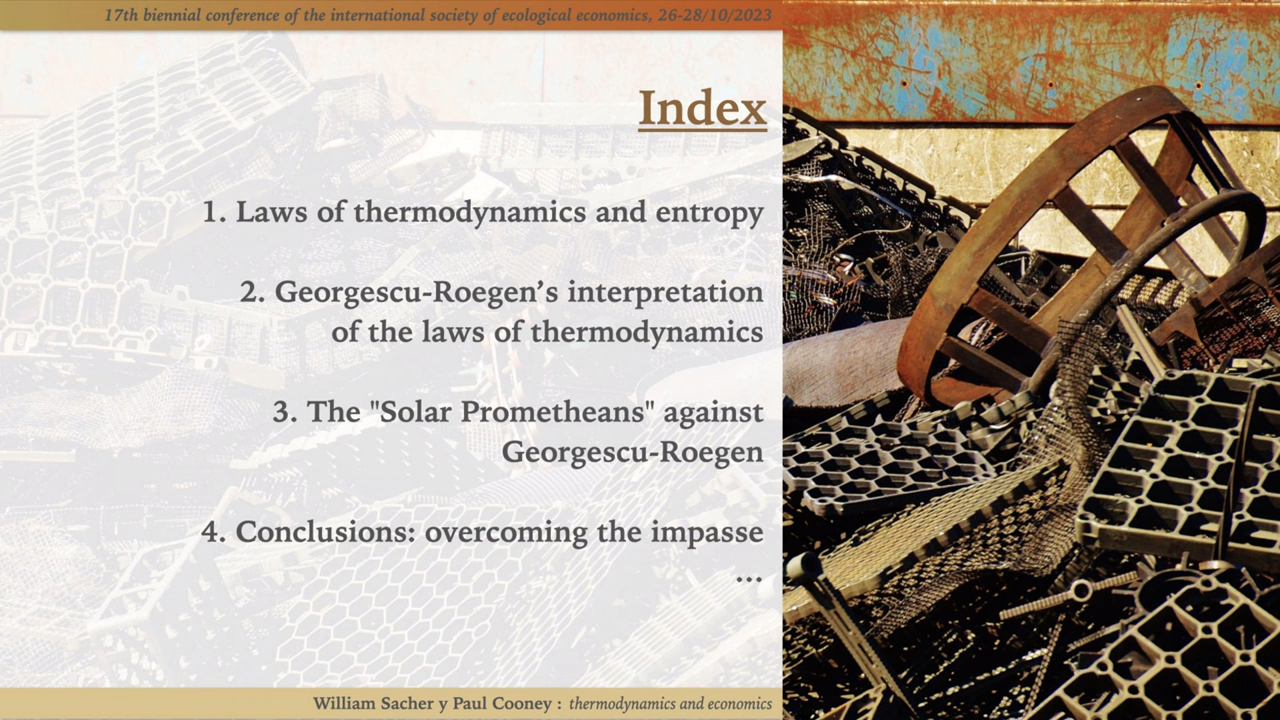 17th biennial conference of the international society of ecological economics, 26-28/10/2023
Index
1. Laws of thermodynamics and entropy
2. Georgescu-Roegen’s interpretation
of the laws of thermodynamics
3. The "Solar Prometheans" against
Georgescu-Roegen
4. Conclusions: overcoming the impasse
...
William Sacher y Paul Cooney : thermodynamics and economics